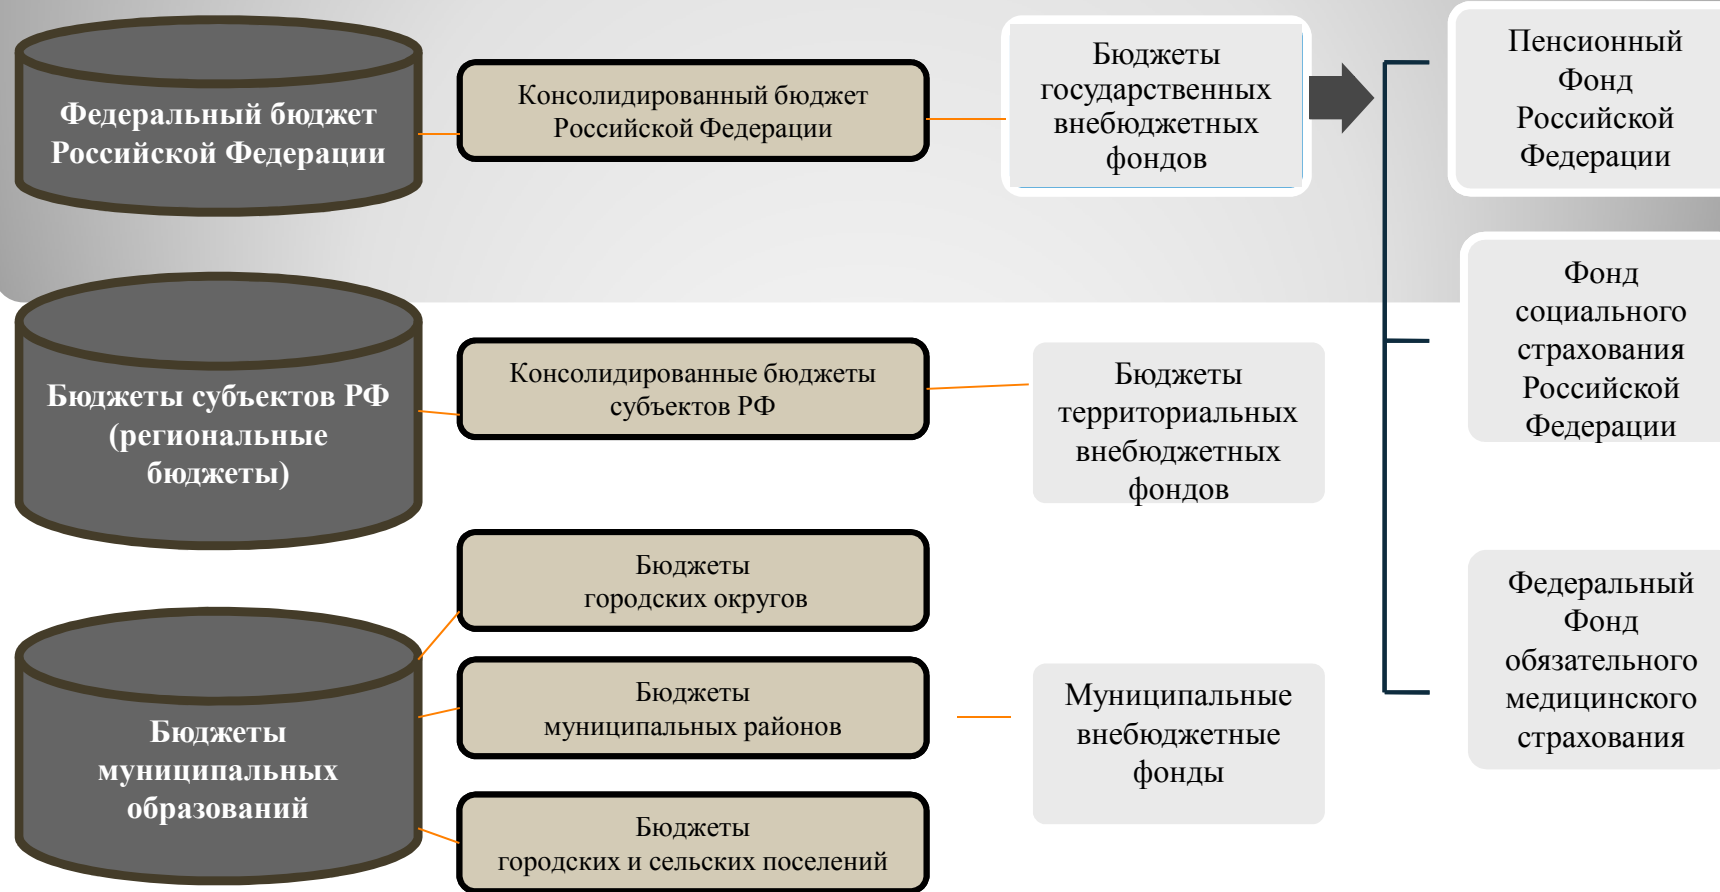 Федеральный бюджет
Российской Федерации
Консолидированный бюджет
Российской Федерации
Бюджеты
государственных
внебюджетных
фондов
Пенсионный
Фонд
Российской
Федерации
Бюджеты субъектов РФ
(региональные
бюджеты)
Консолидированные бюджеты
субъектов РФ
Бюджеты
территориальных
внебюджетных
фондов
Фонд
социального
страхования
Российской
Федерации
Бюджеты
муниципальных
образований
Бюджеты
городских округов
Бюджеты
муниципальных районов
Бюджеты
городских и сельских поселений
Муниципальные
внебюджетные
фонды
Федеральный
Фонд
обязательного
медицинского
страхования